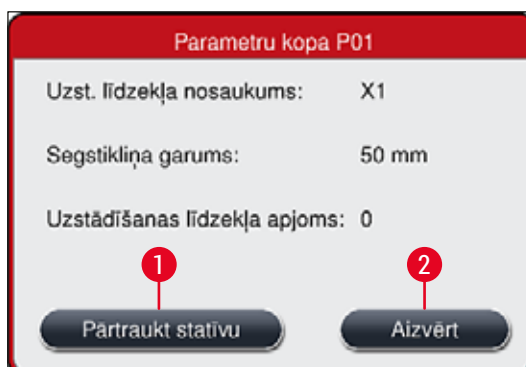 Parametru kopa P01
Uzst. līdzekļa nosaukums: X1
Segstikliņa garums: 50 mm
Uzstādīšanas līdzekļa apjoms: 0
1 2
Pārtraukt statīvu Aizvērt